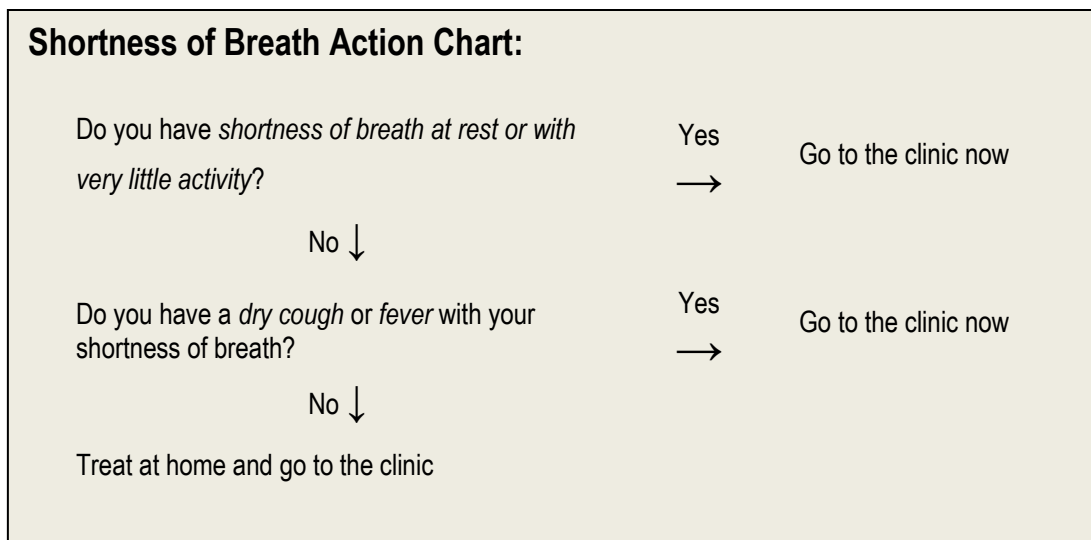 Shortness of Breath Action Chart:
Do you have shortness of breath at rest or with
very little activity?
Yes
→
Go to the clinic now
No ↓
Do you have a dry cough or fever with your
shortness of breath?
Yes
→
Go to the clinic now
No ↓
Treat at home and go to the clinic